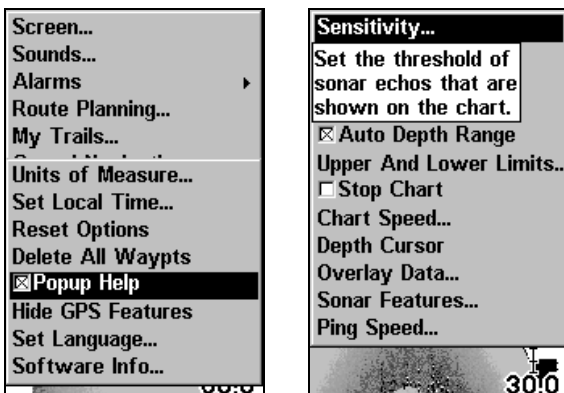 Screen...
Sounds...
Alarms
Route Planning...
My Trails...
Units of Measure...
Set Local Time...
Reset Options
Delete All Waypts
Popup Help
Hide GPS Features
Set Language...
Software Info...
Sensitivity...
Set the threshold of
sonar echos that are
shown on the chart.
Auto Depth Range
Upper And Lower Limits..
Stop Chart
Chart Speed...
Depth Cursor
Overlay Data...
Sonar Features...
Ping Speed...
30.0